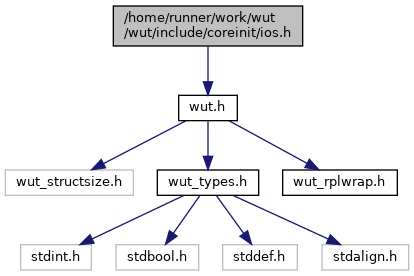 /home/runner/work/wut
/wut/include/coreinit/ios.h
wut.h
wut_structsize.h
wut_types.h
wut_rplwrap.h
stdint.h
stdbool.h
stddef.h
stdalign.h